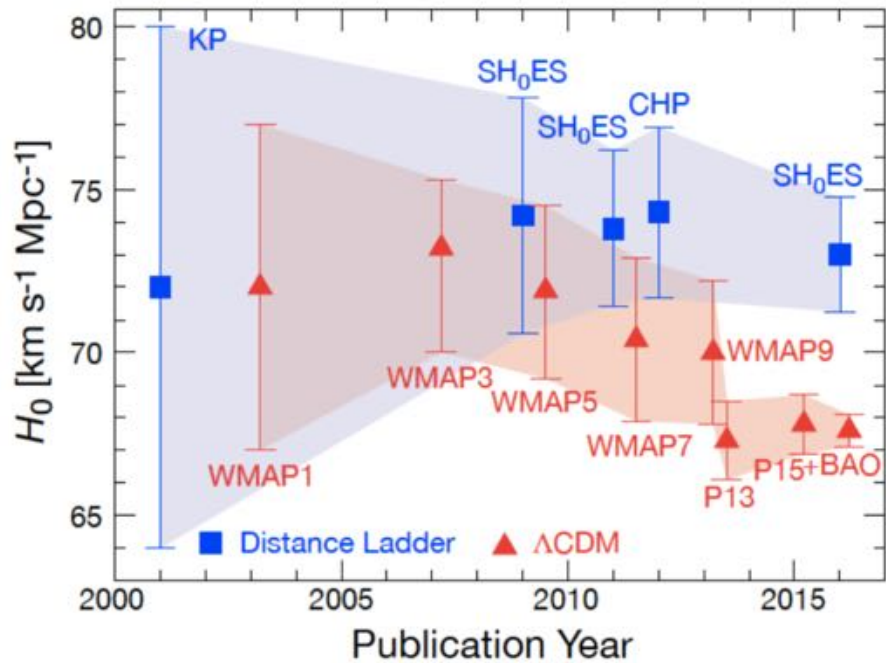 80
KP
SH₀ES
CHP
SH₀ES
75
SH₀ES
H₀ [km s⁻¹ Mpc⁻¹]
70
WMAP9
WMAP3
WMAP5
WMAP7
WMAP1
P15+BAO
P13
65
Distance Ladder
ΛCDM
2000
2005
2010
2015
Publication Year